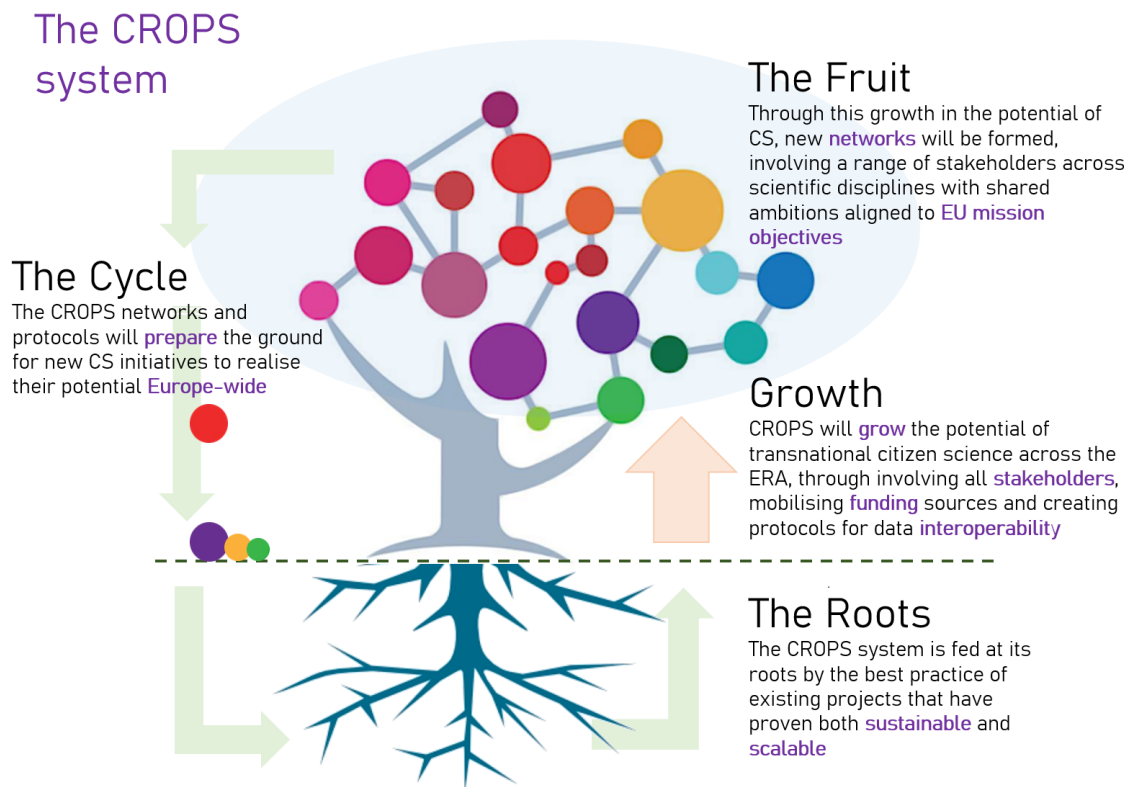 The CROPS
system
The Fruit
Through this growth in the potential of
CS, new networks will be formed,
involving a range of stakeholders across
scientific disciplines with shared
ambitions aligned to EU mission
objectives
The Cycle
The CROPS networks and
protocols will prepare the ground
for new CS initiatives to realise
their potential Europe-wide
Growth
CROPS will grow the potential of
transnational citizen science across the
ERA, through involving all stakeholders,
mobilising funding sources and creating
protocols for data interoperability
The Roots
The CROPS system is fed at its
roots by the best practice of
existing projects that have
proven both sustainable and
scalable